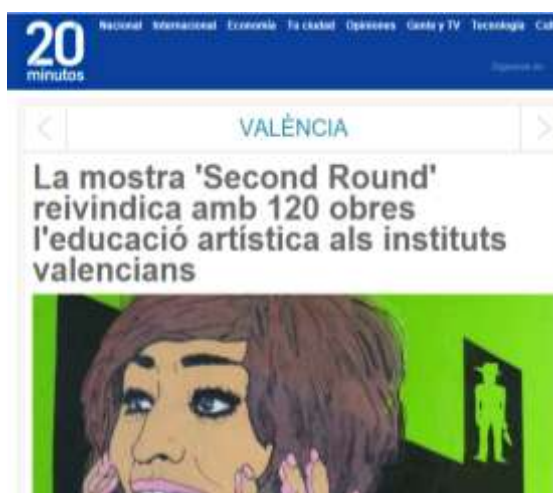 20
minutos
Nacional Internacional Economía Tu ciudad Opiniones Gente y TV Tecnología
VALÈNCIA
La mostra 'Second Round'
reivindica amb 120 obres
l'educació artística als instituts
valencians